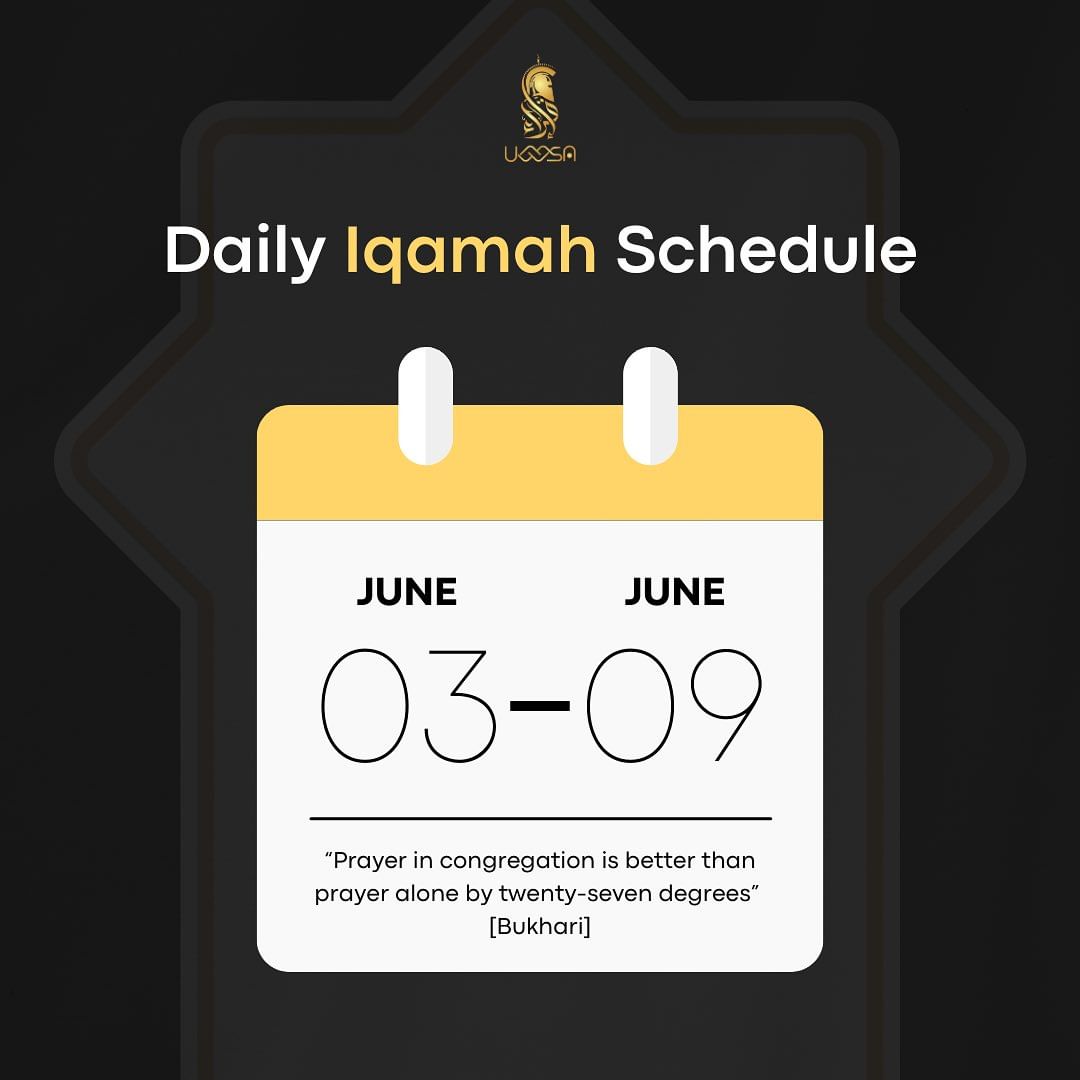 Daily Iqamah Schedule
JUNE JUNE
03–09
“Prayer in congregation is better than
prayer alone by twenty-seven degrees”
[Bukhari]